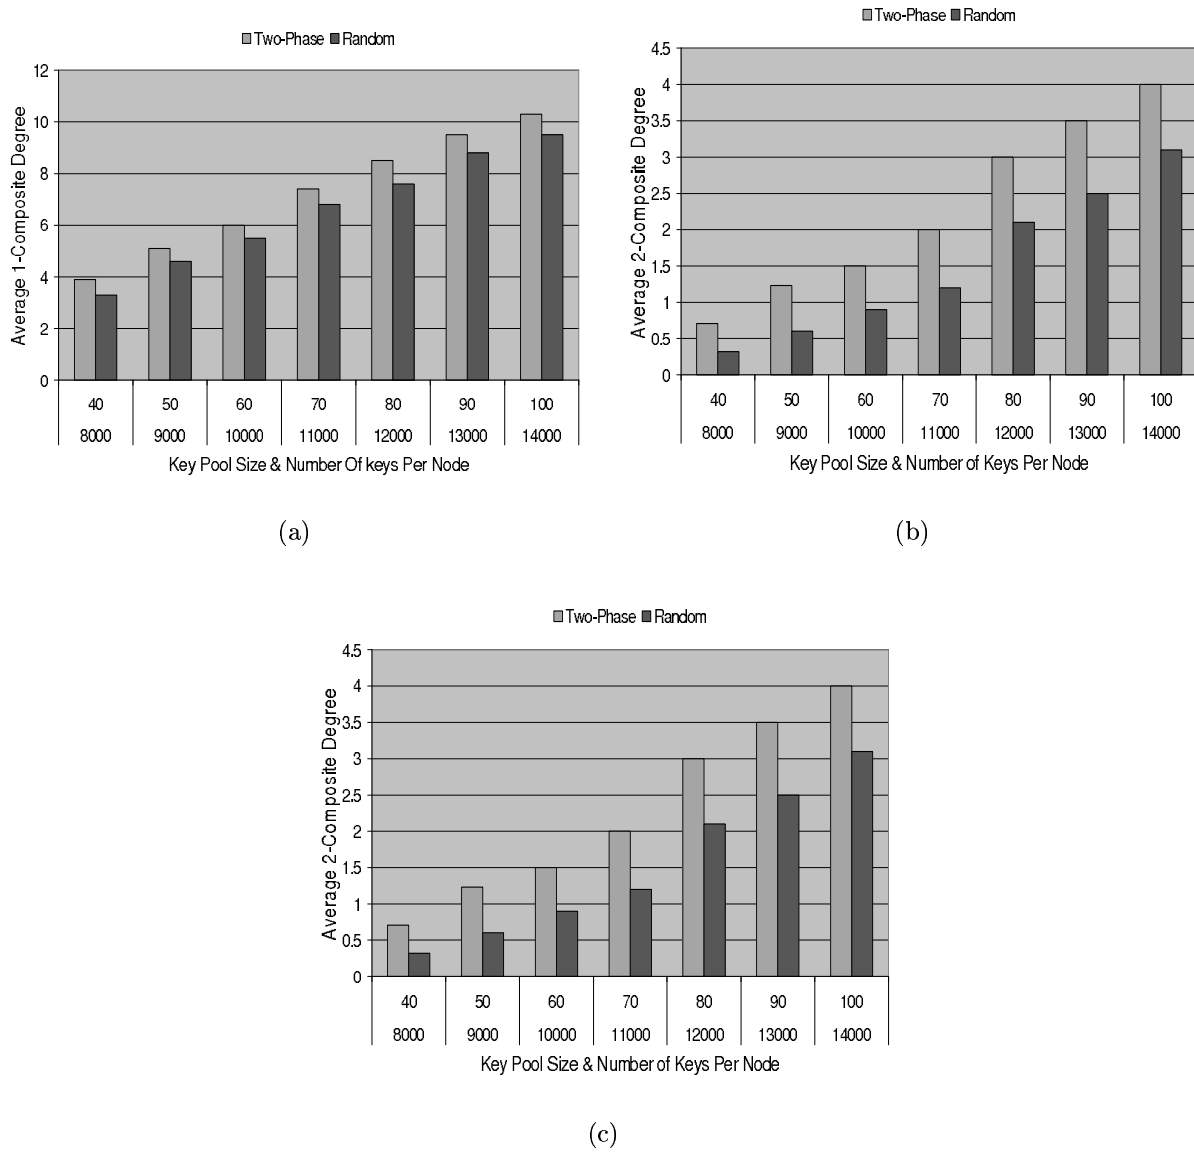 Two-Phase Random
Average 1-Composite Degree
12
10
8
6
4
2
0
40 50 60 70 80 90 100
8000 9000 10000 11000 12000 13000 14000
Key Pool Size & Number Of keys Per Node
(a)
Two-Phase Random
Average 2-Composite Degree
4.5
4
3.5
3
2.5
2
1.5
1
0.5
0
40 50 60 70 80 90 100
8000 9000 10000 11000 12000 13000 14000
Key Pool Size & Number of Keys Per Node
(b)
Two-Phase Random
Average 2-Composite Degree
4.5
4
3.5
3
2.5
2
1.5
1
0.5
0
40 50 60 70 80 90 100
8000 9000 10000 11000 12000 13000 14000
Key Pool Size & Number of Keys Per Node
(c)